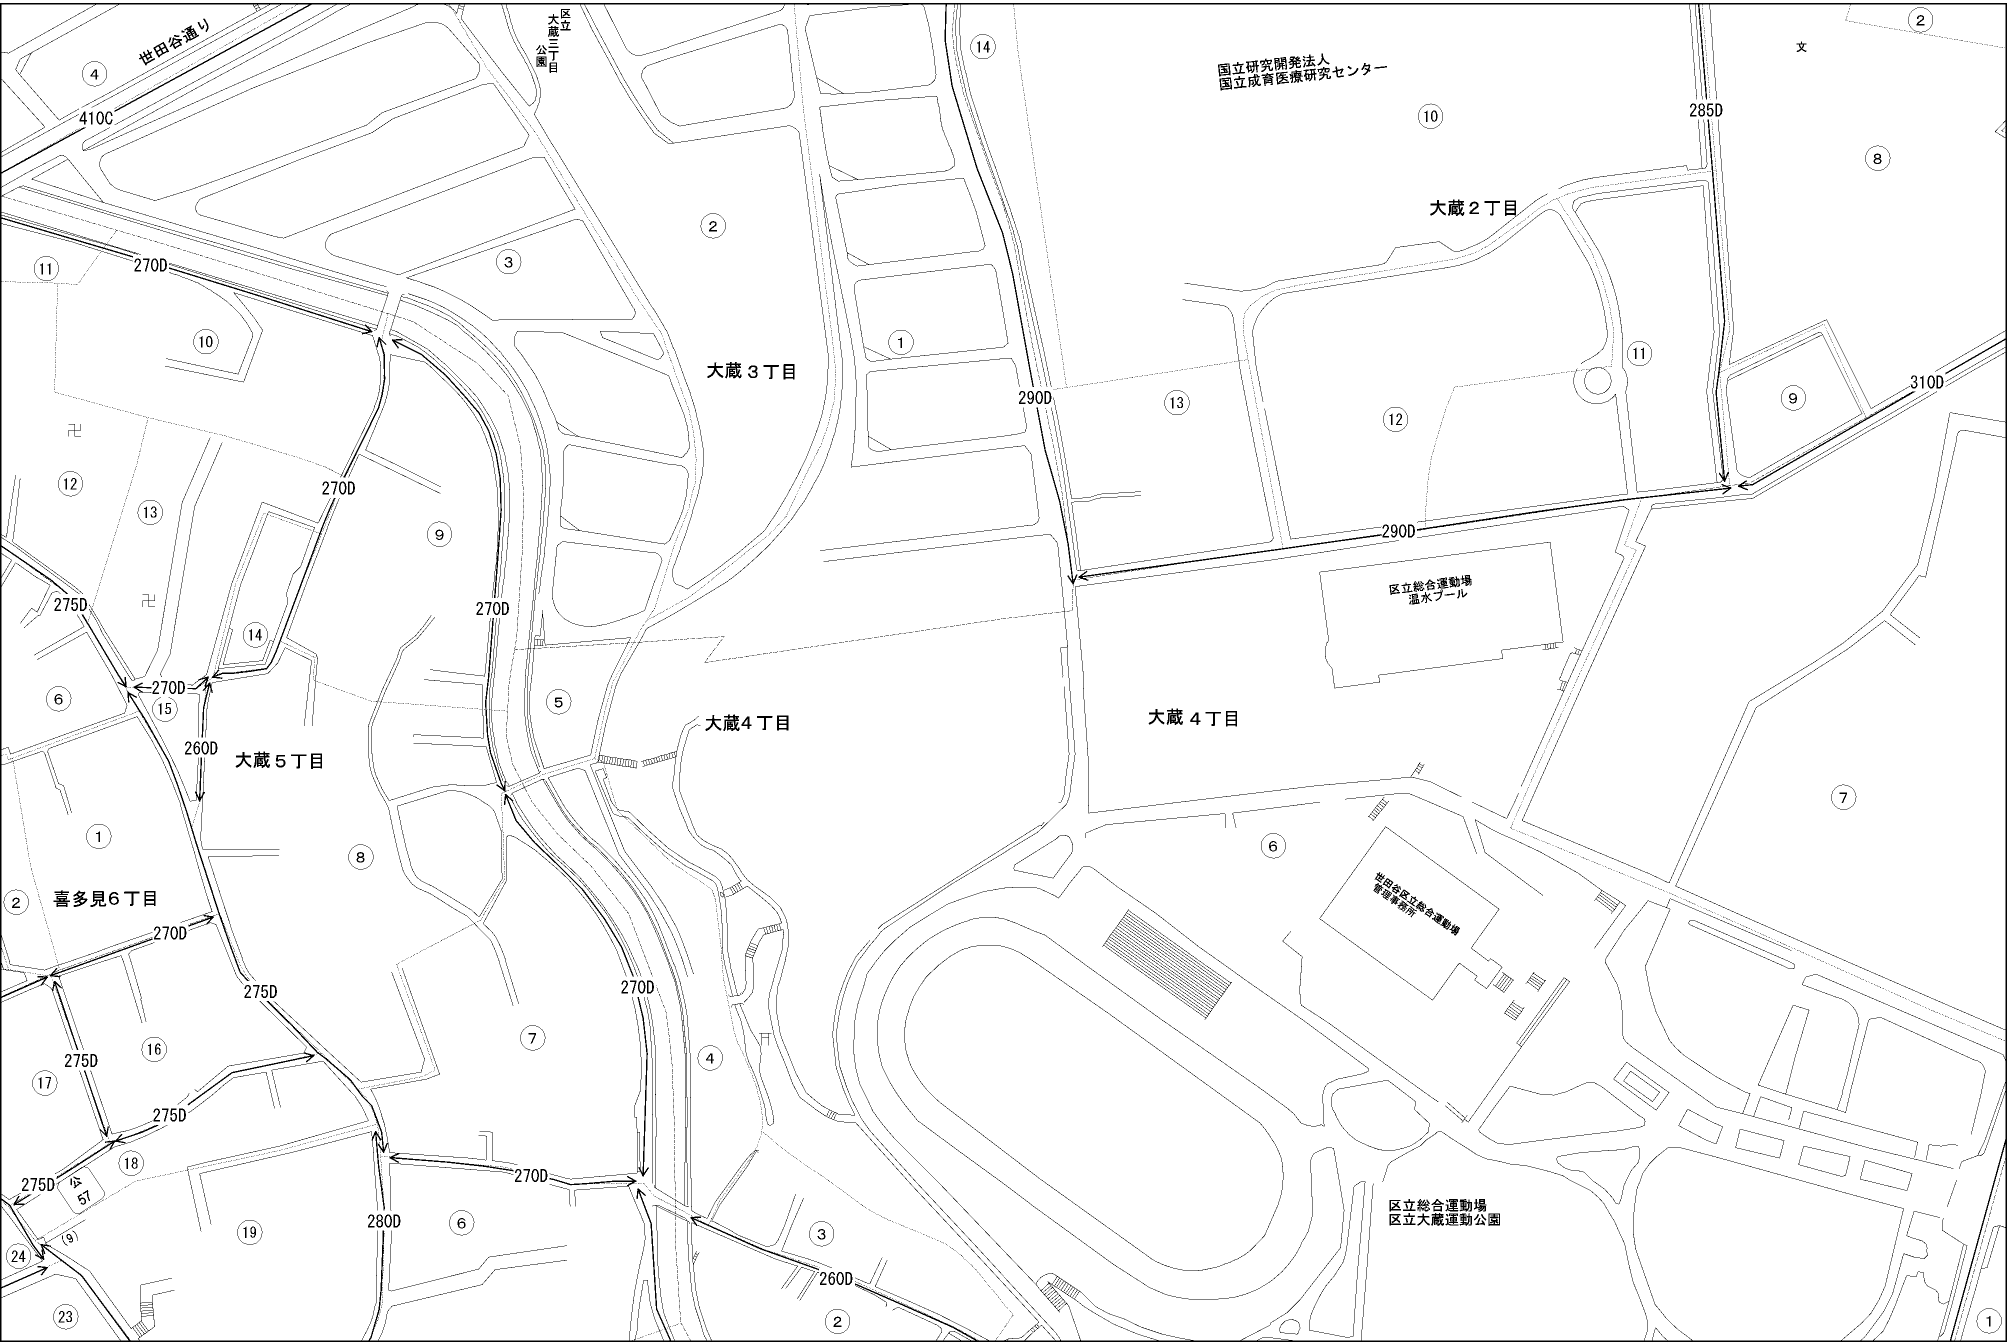 世田谷通り
区立
大蔵三丁目
公園
②
文
④
⑭
国立研究開発法人
国立成育医療研究センター
410C
⑩
285D
⑧
大蔵２丁目
②
③
270D
⑪
⑩
①
⑪
大蔵３丁目
310D
290D
⑬
⑨
⑫
卍
⑫
270D
⑬
⑨
290D
区立総合運動場
温水プール
275D
卍
270D
⑭
⑥
270D
⑮
⑤
大蔵４丁目
大蔵４丁目
260D
大蔵５丁目
⑦
①
⑧
⑥
世田谷区立総合運動場
管理事務所
喜多見６丁目
②
270D
275D
270D
⑦
⑯
④
275D
⑰
275D
⑱
270D
275D
公
57
280D
⑥
区立総合運動場
区立大蔵運動公園
⑲
(9)
③
㉔
260D
㉓
②
①